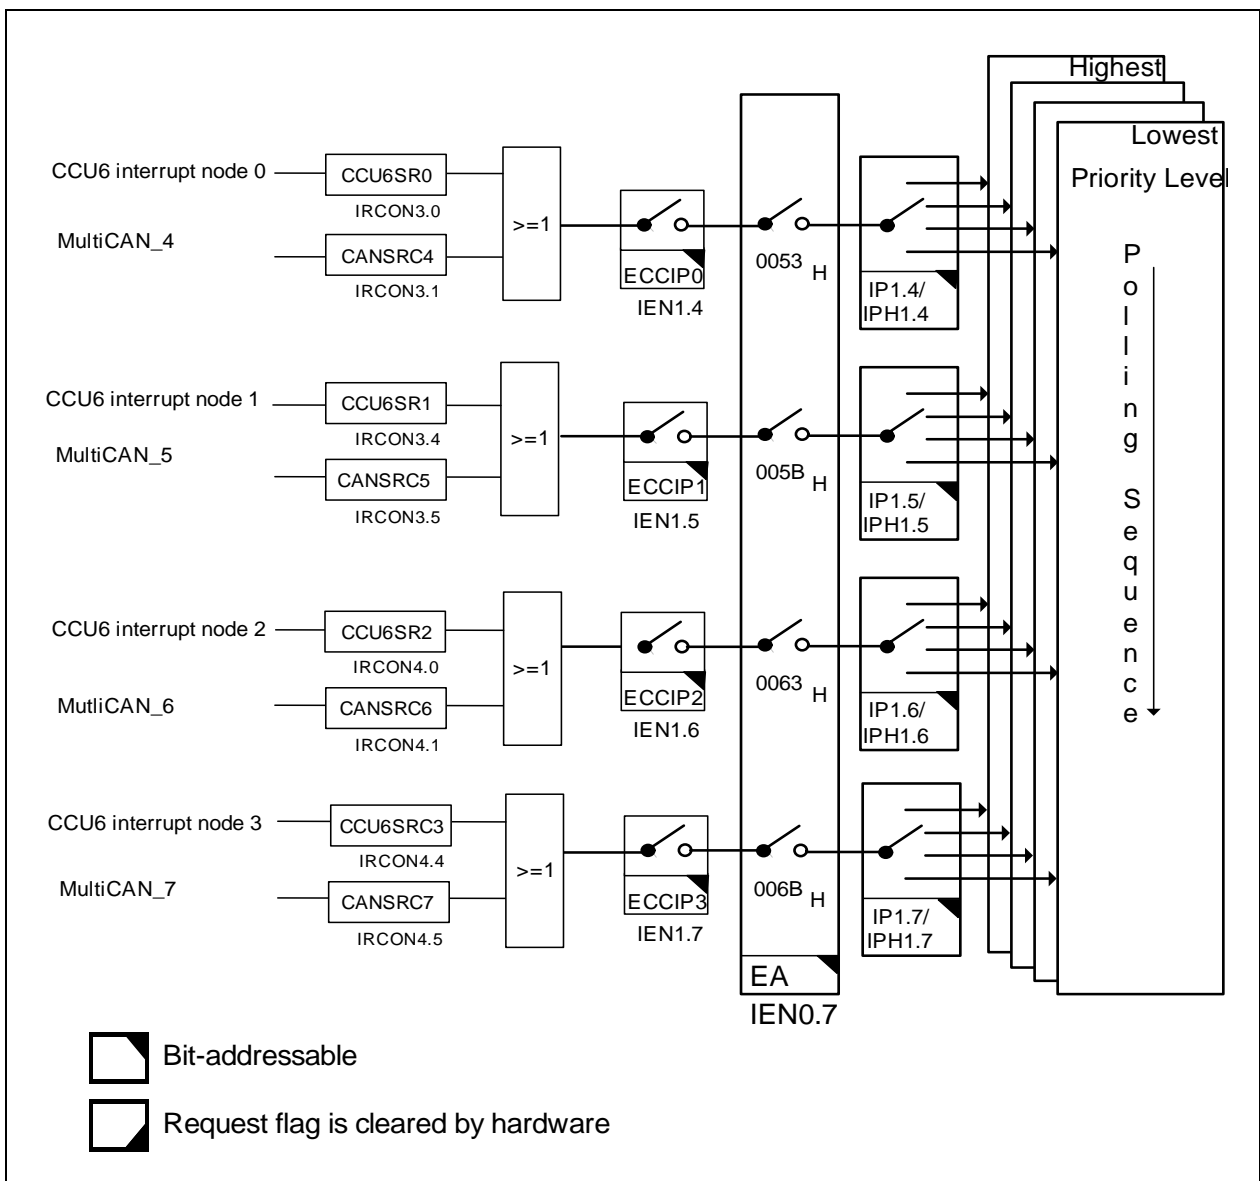 Highest
Lowest
Priority Level
Polling Sequence
CCU6 interrupt node 0
CCU6SR0
IRCON3.0
MultiCAN_4
CANSRC4
IRCON3.1
>=1
ECCIP0
IEN1.4
0053 H
IP1.4/
IPH1.4
CCU6 interrupt node 1
CCU6SR1
IRCON3.4
MultiCAN_5
CANSRC5
IRCON3.5
>=1
ECCIP1
IEN1.5
005B H
IP1.5/
IPH1.5
CCU6 interrupt node 2
CCU6SR2
IRCON4.0
MutliCAN_6
CANSRC6
IRCON4.1
>=1
ECCIP2
IEN1.6
0063 H
IP1.6/
IPH1.6
CCU6 interrupt node 3
CCU6SRC3
IRCON4.4
MultiCAN_7
CANSRC7
IRCON4.5
>=1
ECCIP3
IEN1.7
006B H
IP1.7/
IPH1.7
EA
IEN0.7
Bit-addressable
Request flag is cleared by hardware